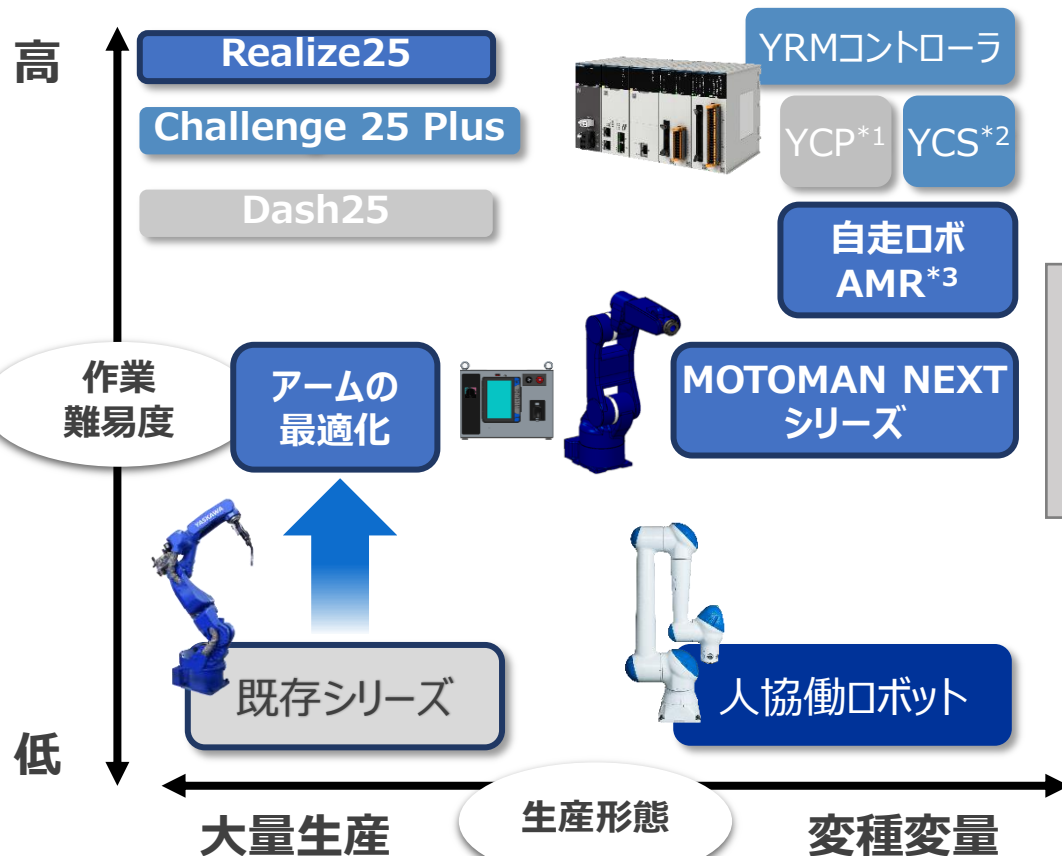 高
Realize25
YRMコントローラ
Challenge 25 Plus
YCP*1
YCS*2
Dash25
自走ロボ
AMR*3
作業
難易度
アームの
最適化
MOTOMAN NEXT
シリーズ
YASKAWA
既存シリーズ
人協働ロボット
低
生産形態
大量生産
変種変量